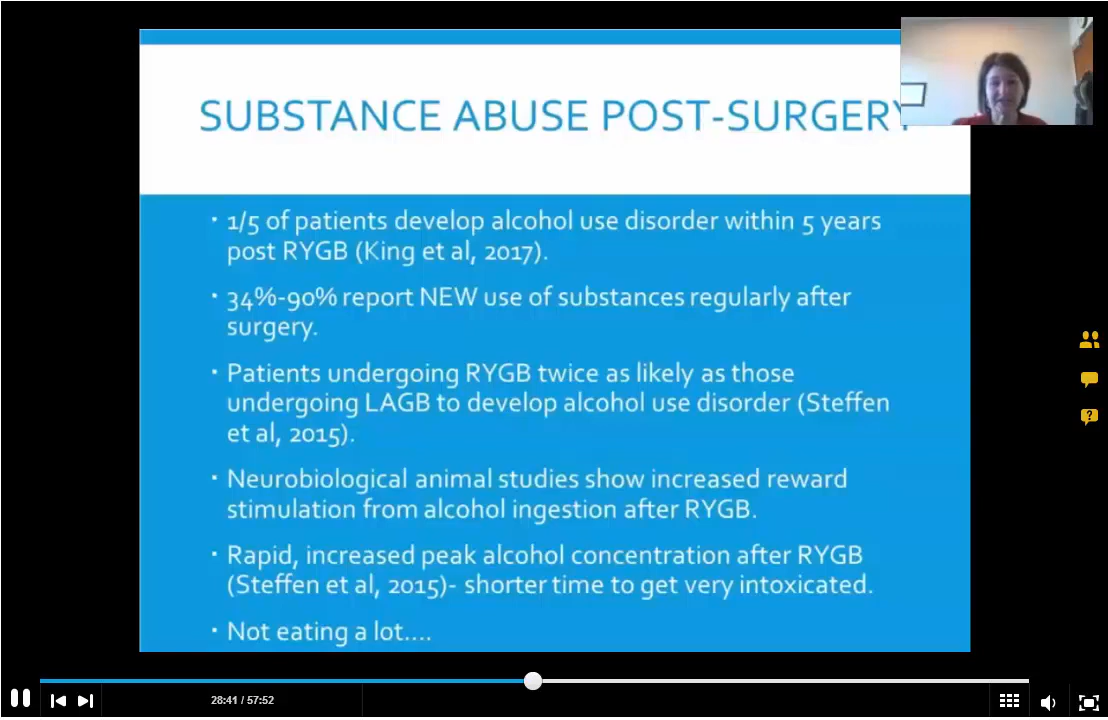 SUBSTANCE ABUSE POST-SURGERY
· 1/5 of patients develop alcohol use disorder within 5 years
post RYGB (King et al, 2017).
· 34%-90% report NEW use of substances regularly after
surgery.
· Patients undergoing RYGB twice as likely as those
undergoing LAGB to develop alcohol use disorder (Steffen
et al, 2015).
· Neurobiological animal studies show increased reward
stimulation from alcohol ingestion after RYGB.
· Rapid, increased peak alcohol concentration after RYGB
(Steffen et al, 2015)- shorter time to get very intoxicated.
· Not eating a lot....
?
28:41 / 57:52